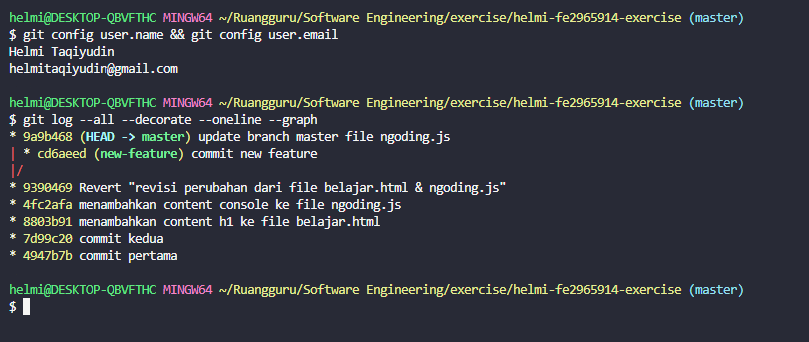 helmi@DESKTOP-QBVFTHC MINGW64 ~/Ruangguru/Software Engineering/exercise/helmi-fe2965914-exercise (master)
$ git config user.name && git config user.email
Helmi Taqiyudin
helmitaqiyudin@gmail.com
helmi@DESKTOP-QBVFTHC MINGW64 ~/Ruangguru/Software Engineering/exercise/helmi-fe2965914-exercise (master)
$ git log --all --decorate --oneline --graph
* 9a9b468 (HEAD -> master) update branch master file ngoding.js
| * cd6aeed (new-feature) commit new feature
|/
* 9390469 Revert "revisi perubahan dari file belajar.html & ngoding.js"
* 4fc2afa menambahkan content console ke file ngoding.js
* 8803b91 menambahkan content h1 ke file belajar.html
* 7d99c20 commit kedua
* 4947b7b commit pertama
helmi@DESKTOP-QBVFTHC MINGW64 ~/Ruangguru/Software Engineering/exercise/helmi-fe2965914-exercise (master)
$